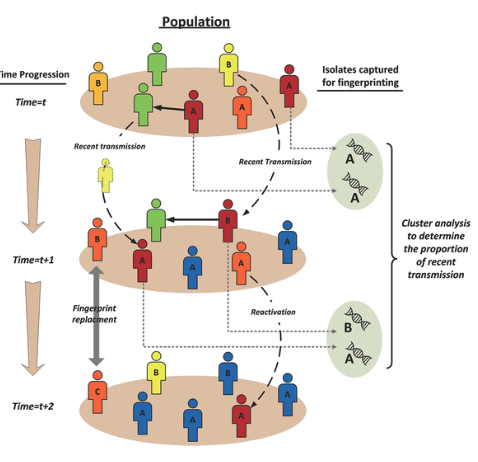 Population
Time Progression
Isolates captured
for fingerprinting
B
B
A
A
A
Time=t
Recent transmission
Recent Transmission
A
A
Cluster analysis
to determine
the proportion
of recent
transmission
B
B
A
A
A
A
Time=t+1
Fingerprint
replacment
Reactivation
B
A
B
B
C
A
A
A
A
Time=t+2